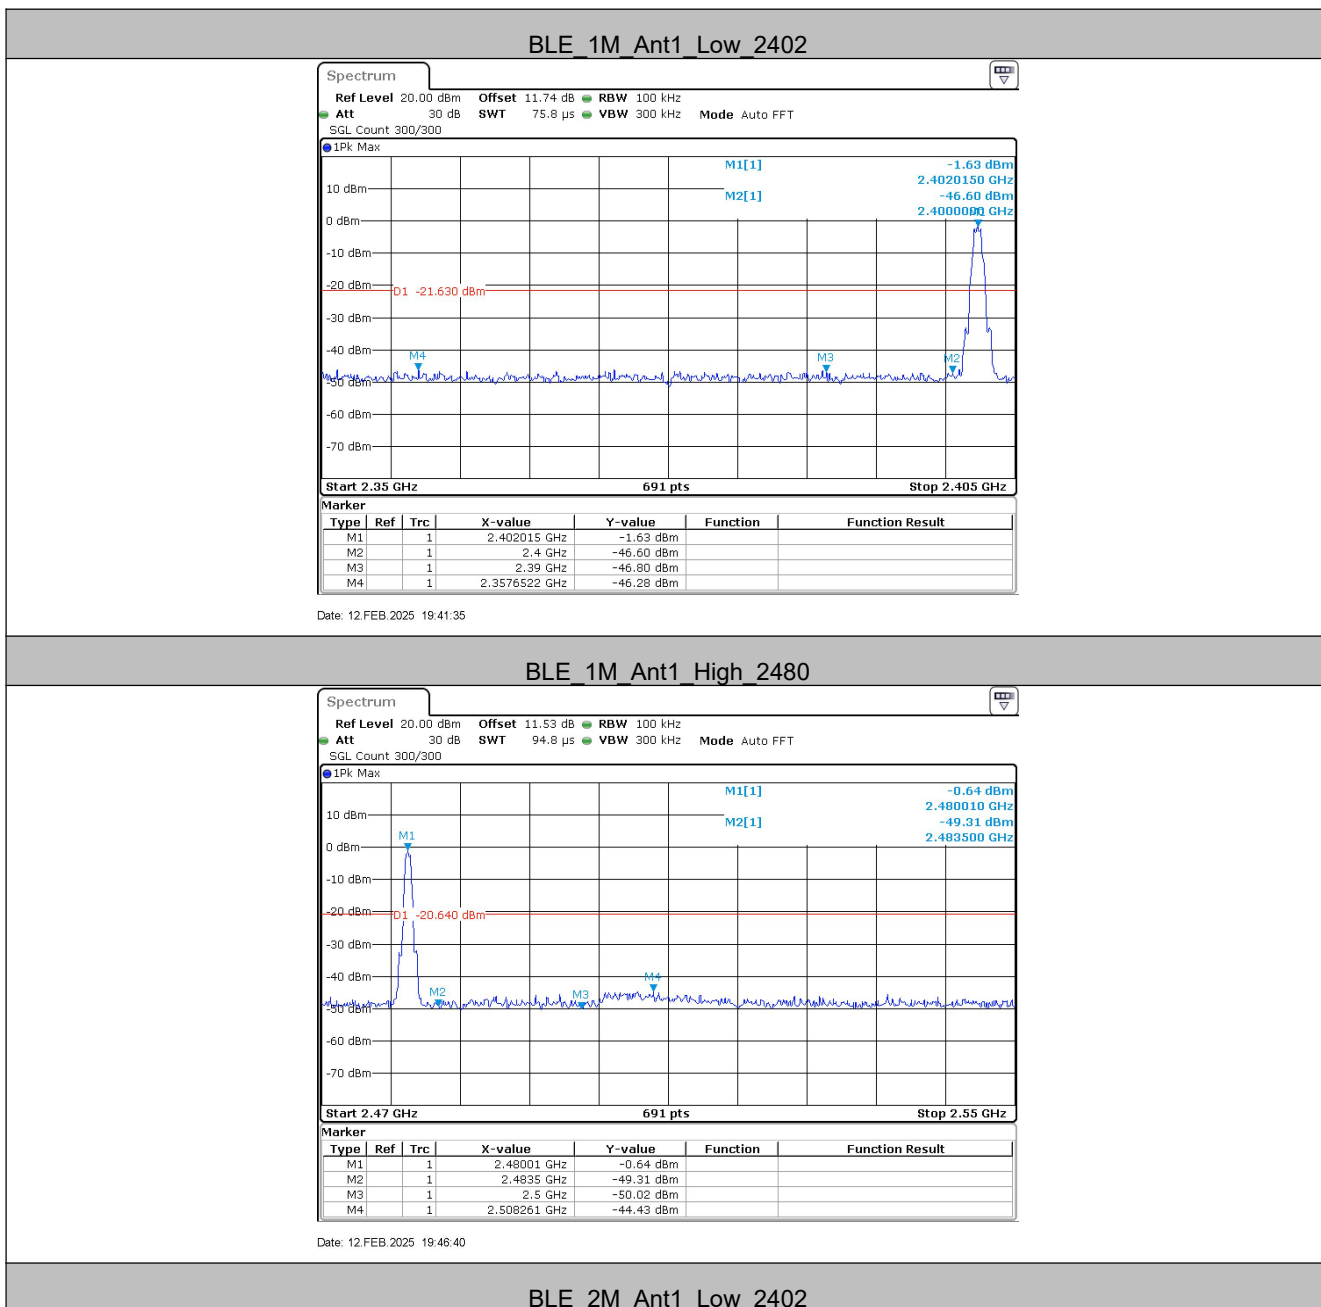 BLE_1M_Ant1_Low_2402
Spectrum
Ref Level 20.00 dBm Offset 11.74 dB RBW 100 kHz
Att 30 dB SWT 75.8 µs VBW 300 kHz Mode Auto FFT
SGL Count 300/300
1Pk Max
M1[1] -1.63 dBm
2.4020150 GHz
10 dBm
M2[1] -46.60 dBm
2.4000000 GHz
M1
0 dBm
-10 dBm
-20 dBm
D1 -21.630 dBm
-30 dBm
-40 dBm
M4 M3 M2
-50 dBm
-60 dBm
-70 dBm
Start 2.35 GHz 691 pts Stop 2.405 GHz
Marker
Type Ref Trc X-value Y-value Function Function Result
M1 1 2.402015 GHz -1.63 dBm
M2 1 2.4 GHz -46.60 dBm
M3 1 2.39 GHz -46.80 dBm
M4 1 2.3576522 GHz -46.28 dBm
Date: 12.FEB.2025 19:41:35
BLE_1M_Ant1_High_2480
Spectrum
Ref Level 20.00 dBm Offset 11.53 dB RBW 100 kHz
Att 30 dB SWT 94.8 µs VBW 300 kHz Mode Auto FFT
SGL Count 300/300
1Pk Max
M1[1] -0.64 dBm
2.480010 GHz
10 dBm
M2[1] -49.31 dBm
2.483500 GHz
M1
0 dBm
-10 dBm
-20 dBm
D1 -20.640 dBm
-30 dBm
-40 dBm
M4
M2 M3
-50 dBm
-60 dBm
-70 dBm
Start 2.47 GHz 691 pts Stop 2.55 GHz
Marker
Type Ref Trc X-value Y-value Function Function Result
M1 1 2.48001 GHz -0.64 dBm
M2 1 2.4835 GHz -49.31 dBm
M3 1 2.5 GHz -50.02 dBm
M4 1 2.508261 GHz -44.43 dBm
Date: 12.FEB.2025 19:46:40
BLE_2M_Ant1_Low_2402